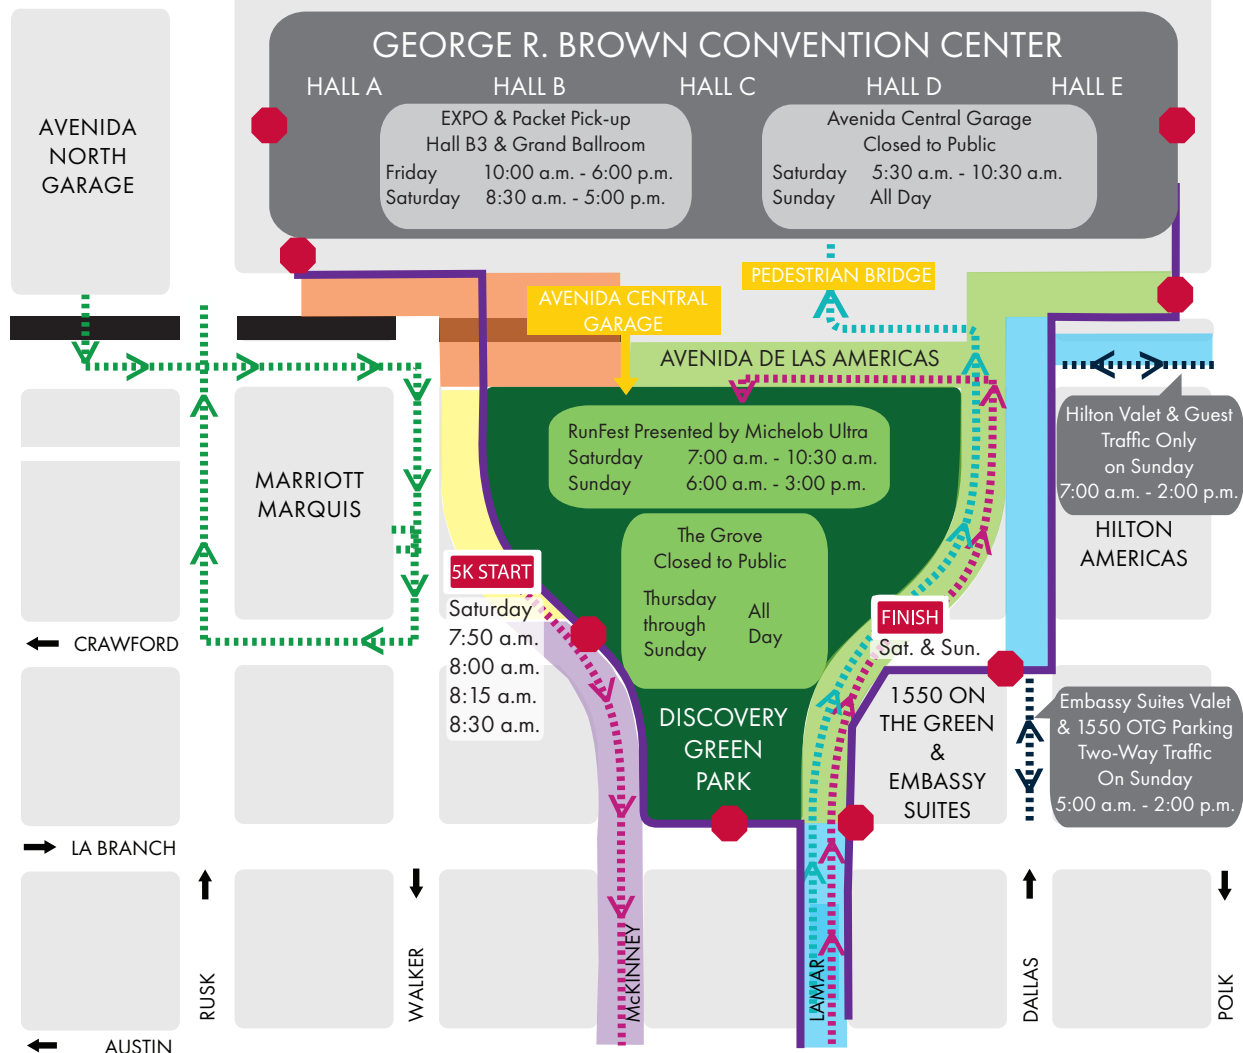 GEORGE R. BROWN CONVENTION CENTER
HALL A
HALL B
HALL C
HALL D
HALL E
EXPO & Packet Pick-up
Hall B3 & Grand Ballroom
Friday 10:00 a.m. - 6:00 p.m.
Saturday 8:30 a.m. - 5:00 p.m.
Avenida Central Garage
Closed to Public
Saturday 5:30 a.m. - 10:30 a.m.
Sunday All Day
AVENIDA
NORTH
GARAGE
PEDESTRIAN BRIDGE
AVENIDA CENTRAL
GARAGE
AVENIDA DE LAS AMERICAS
RunFest Presented by Michelob Ultra
Saturday 7:00 a.m. - 10:30 a.m.
Sunday 6:00 a.m. - 3:00 p.m.
Hilton Valet & Guest
Traffic Only
on Sunday
7:00 a.m. - 2:00 p.m.
MARRIOTT
MARQUIS
HILTON
AMERICAS
The Grove
Closed to Public
Thursday
through
Sunday
All
Day
5K START
Saturday
7:50 a.m.
8:00 a.m.
8:15 a.m.
8:30 a.m.
FINISH
Sat. & Sun.
CRAWFORD
DISCOVERY
GREEN
PARK
1550 ON
THE GREEN
&
EMBASSY
SUITES
Embassy Suites Valet
& 1550 OTG Parking
Two-Way Traffic
On Sunday
5:00 a.m. - 2:00 p.m.
LA BRANCH
RUSK
WALKER
McKINNEY
LAMAR
DALLAS
POLK
AUSTIN